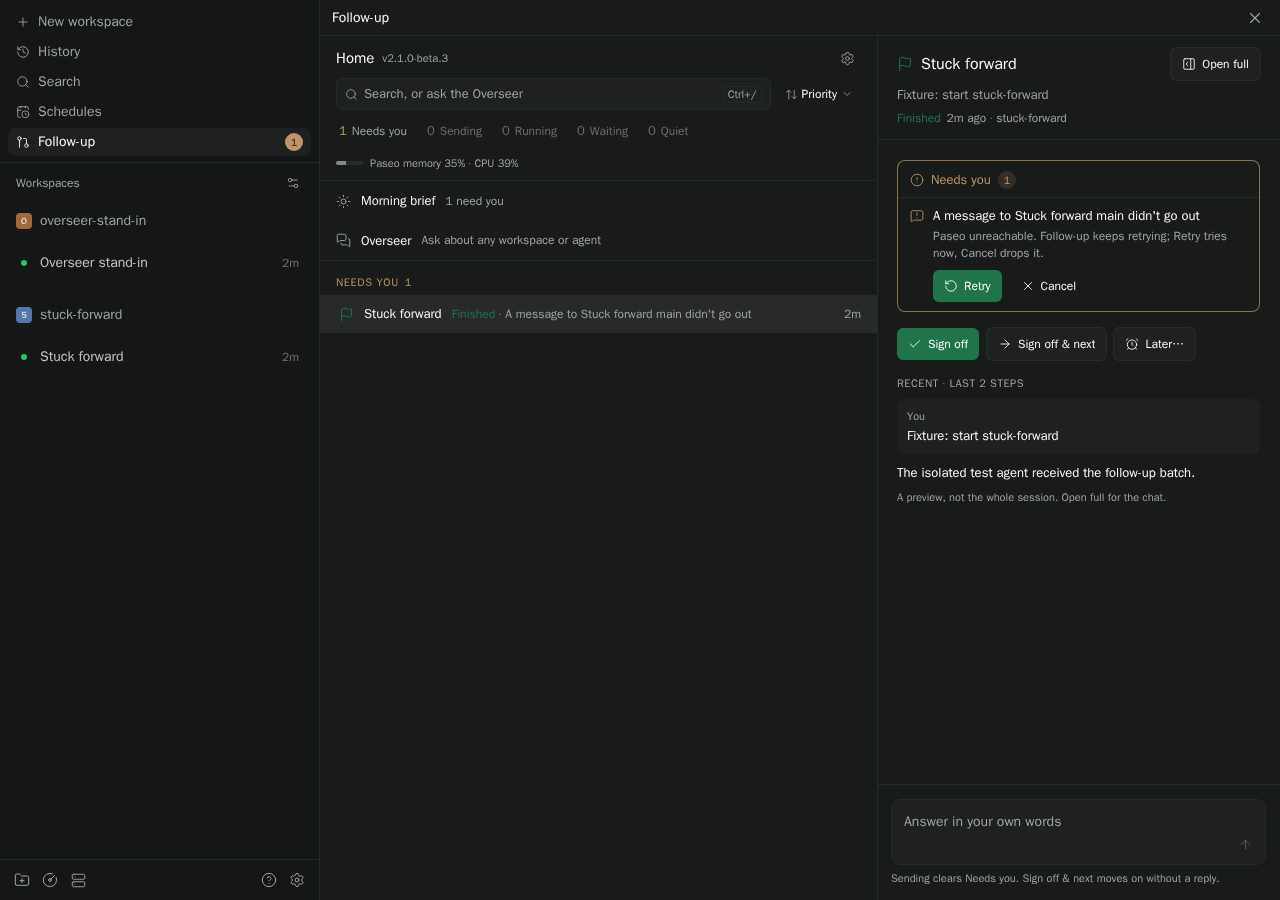 New workspace
History
Search
Schedules
Follow-up
1
Workspaces
O
overseer-stand-in
Overseer stand-in
2m
S
stuck-forward
Stuck forward
2m
Follow-up
Home
v2.1.0-beta.3
Search, or ask the Overseer
Ctrl+/
Priority
1 Needs you
0 Sending
0 Running
0 Waiting
0 Quiet
Paseo memory 35% · CPU 39%
Morning brief
1 need you
Overseer
Ask about any workspace or agent
NEEDS YOU 1
Stuck forward
Finished · A message to Stuck forward main didn't go out
2m
Stuck forward
Open full
Fixture: start stuck-forward
Finished 2m ago · stuck-forward
Needs you
1
A message to Stuck forward main didn't go out
Paseo unreachable. Follow-up keeps retrying; Retry tries
now, Cancel drops it.
Retry
Cancel
Sign off
Sign off & next
Later···
RECENT · LAST 2 STEPS
You
Fixture: start stuck-forward
The isolated test agent received the follow-up batch.
A preview, not the whole session. Open full for the chat.
Answer in your own words
Sending clears Needs you. Sign off & next moves on without a reply.